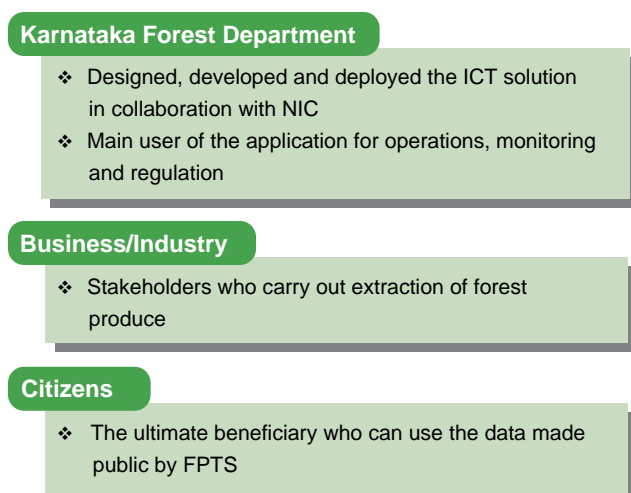 Karnataka Forest Department
❖ Designed, developed and deployed the ICT solution
in collaboration with NIC
❖ Main user of the application for operations, monitoring
and regulation
Business/Industry
❖ Stakeholders who carry out extraction of forest
produce
Citizens
❖ The ultimate beneficiary who can use the data made
public by FPTS